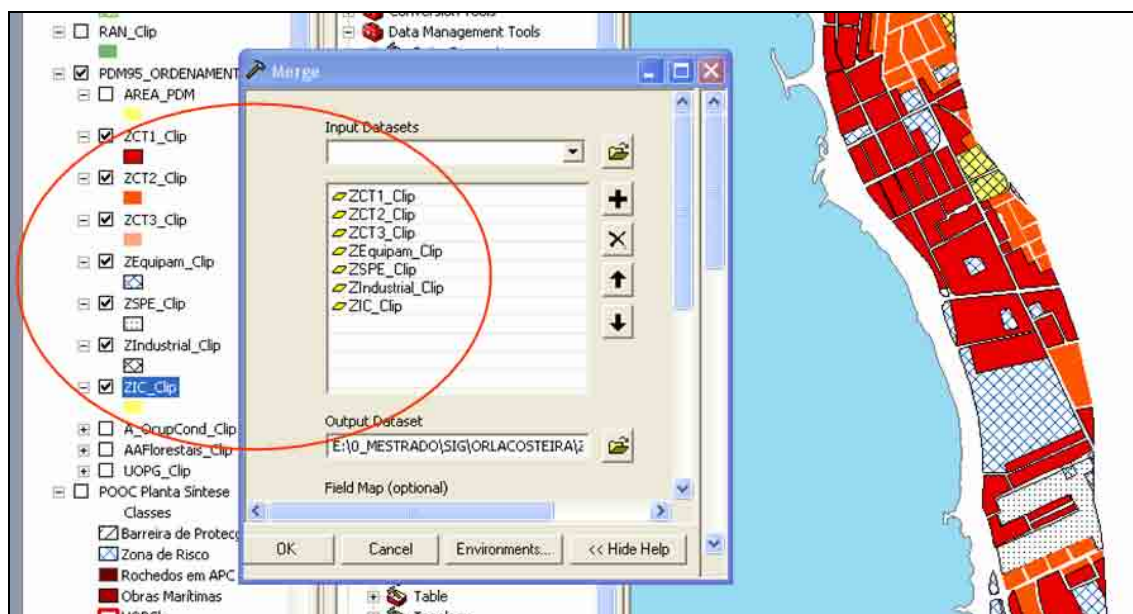 RAN_Clip
PDM95_ORDENAMENT
AREA_PDM
ZCT1_Clip
ZCT2_Clip
ZCT3_Clip
ZEquipam_Clip
ZSPE_Clip
ZIndustrial_Clip
ZIC_Clip
A_OcupCond_Clip
AAFlorestais_Clip
UOPG_Clip
POOC Planta Síntese
Classes
Barreira de Protecç
Zona de Risco
Rochedos em APC
Obras Marítimas
Conversion Tools
Data Management Tools
Merge
Input Datasets
ZCT1_Clip
ZCT2_Clip
ZCT3_Clip
ZEquipam_Clip
ZSPE_Clip
ZIndustrial_Clip
ZIC_Clip
Output Dataset
E:\0_MESTRADO\SIG\ORLACOSTEIRA\Z
Field Map (optional)
OK
Cancel
Environments...
<< Hide Help
Table